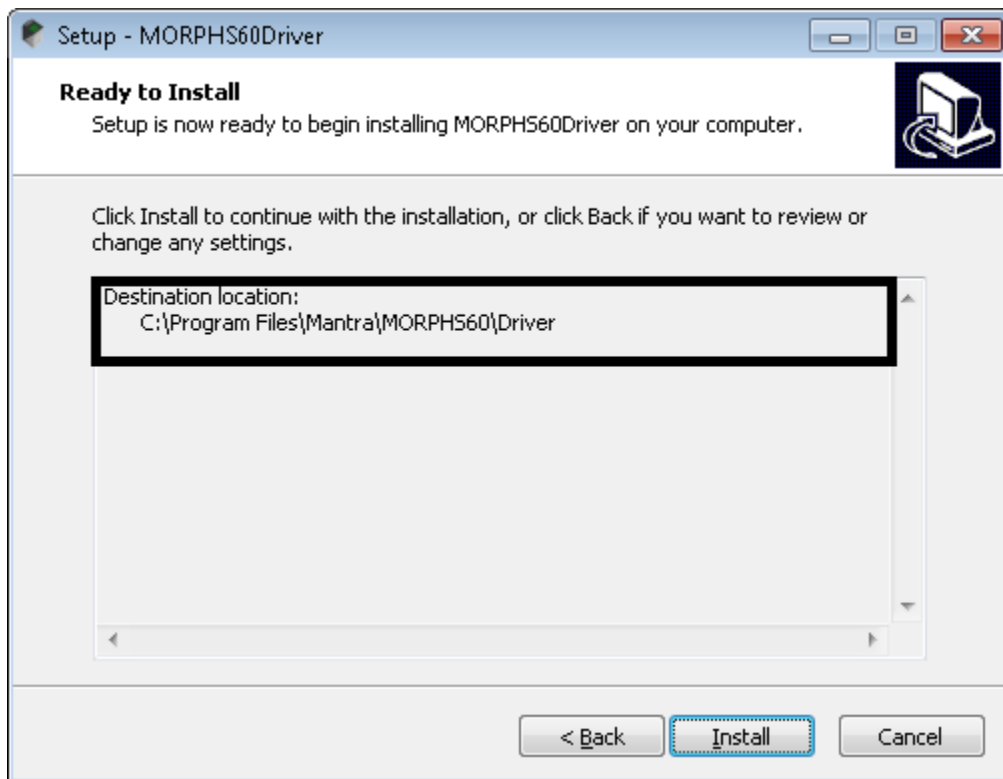 Setup - MORPHS60Driver
Ready to Install
Setup is now ready to begin installing MORPHS60Driver on your computer.
Click Install to continue with the installation, or click Back if you want to review or
change any settings.
Destination location:
C:\Program Files\Mantra\MORPHS60\Driver
< Back
Install
Cancel